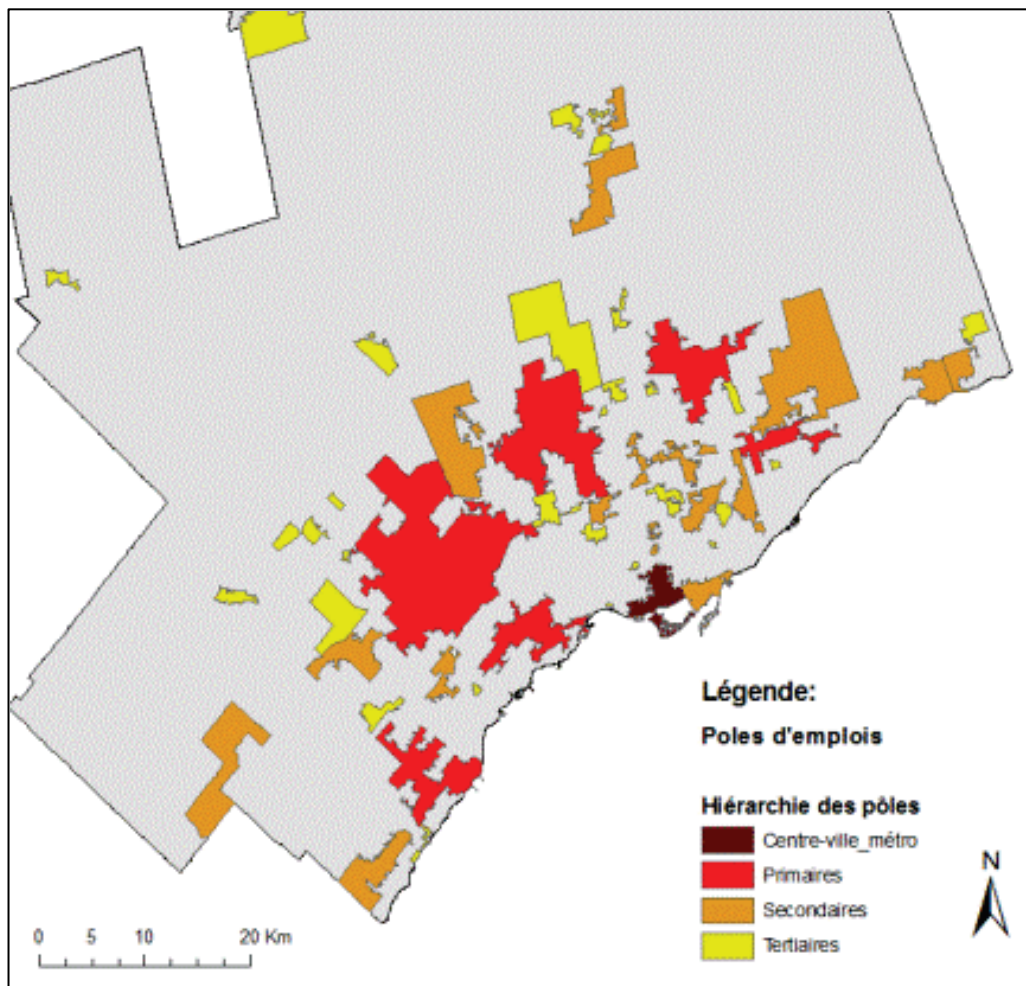 Légende:
Poles d'emplois
Hiérarchie des pôles
Centre-ville_métro
Primaires
Secondaires
Tertiaires
N
0 5 10 20 Km